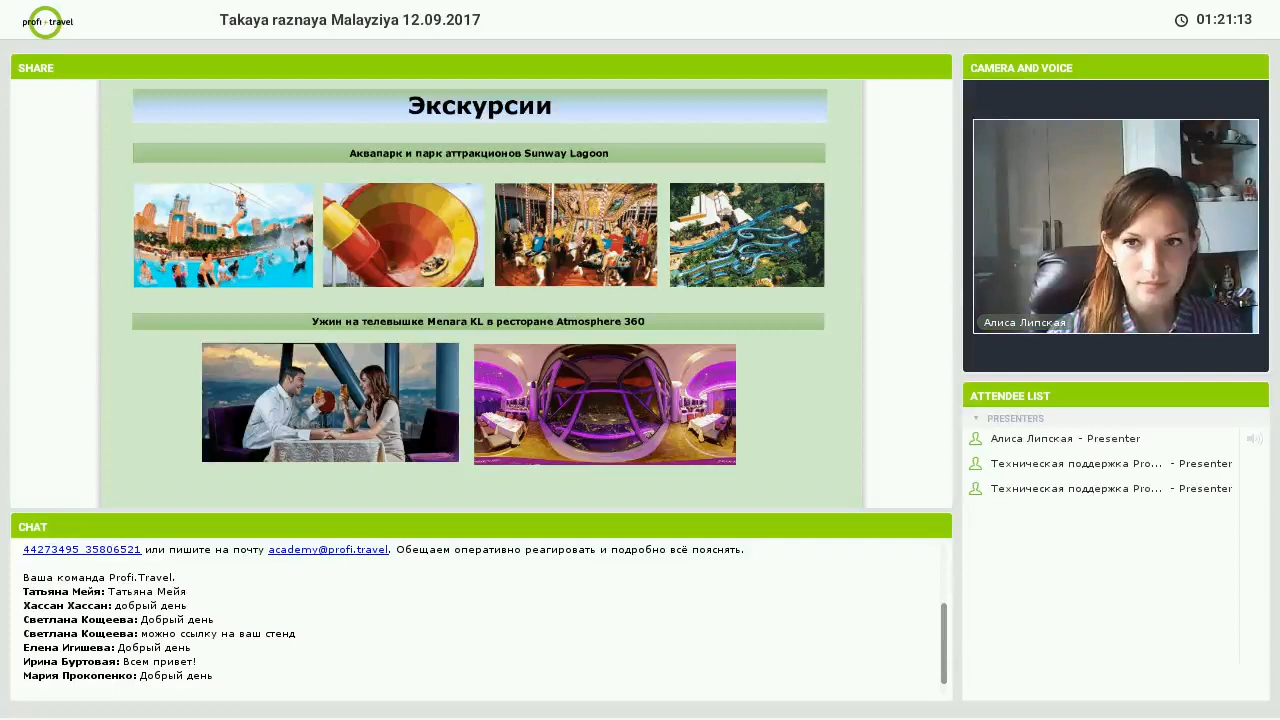 profi travel
Takaya raznaya Malayziya 12.09.2017
01:21:13
SHARE
Экскурсии
Аквапарк и парк аттракционов Sunway Lagoon
Ужин на телевышке Menara KL в ресторане Atmosphere 360
CHAT
44273495_35806521 или пишите на почту academy@profi.travel. Обещаем оперативно реагировать и подробно всё пояснять.
Ваша команда Profi.Travel.
Татьяна Мейя: Татьяна Мейя
Хассан Хассан: добрый день
Светлана Кощеева: Добрый день
Светлана Кощеева: можно ссылку на ваш стенд
Елена Игишева: Добрый день
Ирина Буртовая: Всем привет!
Мария Прокопенко: Добрый день
CAMERA AND VOICE
Алиса Липская
ATTENDEE LIST
PRESENTERS
Алиса Липская - Presenter
Техническая поддержка Pro... - Presenter
Техническая поддержка Pro... - Presenter